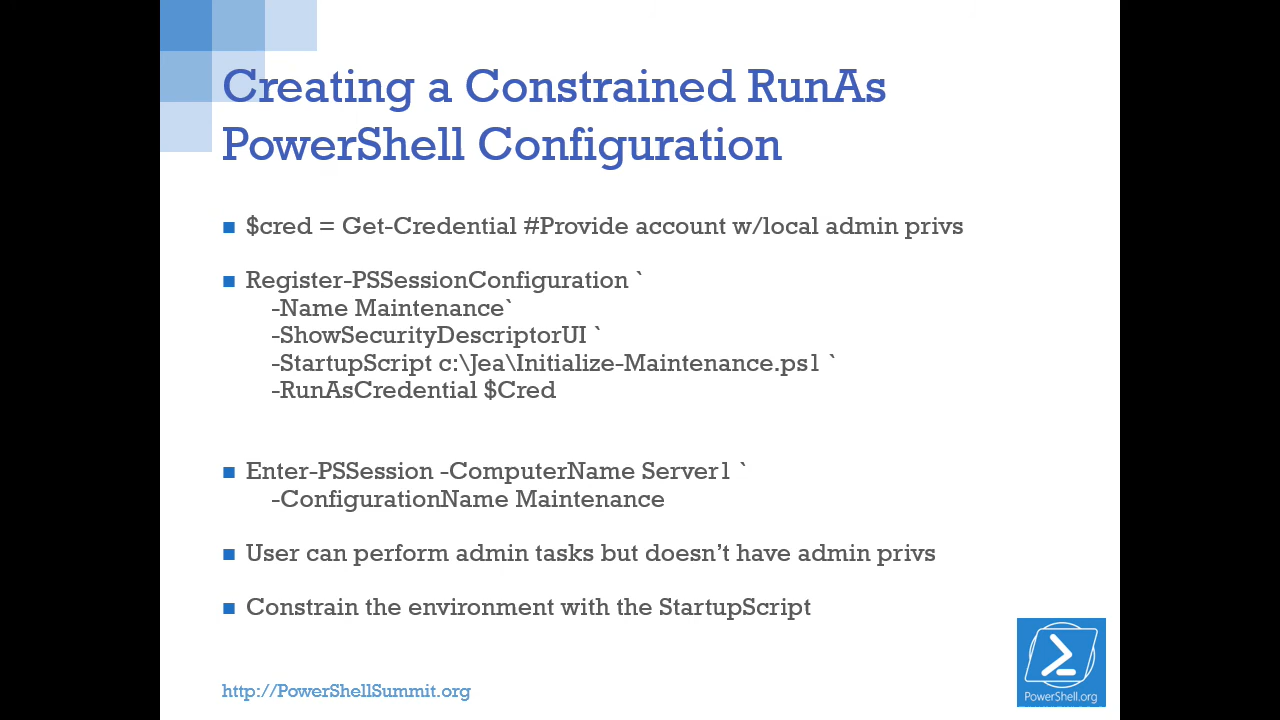 Creating a Constrained RunAs
PowerShell Configuration
$cred = Get-Credential #Provide account w/local admin privs
Register-PSSessionConfiguration `
-Name Maintenance`
-ShowSecurityDescriptorUI `
-StartupScript c:\Jea\Initialize-Maintenance.ps1 `
-RunAsCredential $Cred
Enter-PSSession -ComputerName Server1 `
-ConfigurationName Maintenance
User can perform admin tasks but doesn’t have admin privs
Constrain the environment with the StartupScript
http://PowerShellSummit.org
PowerShell.org